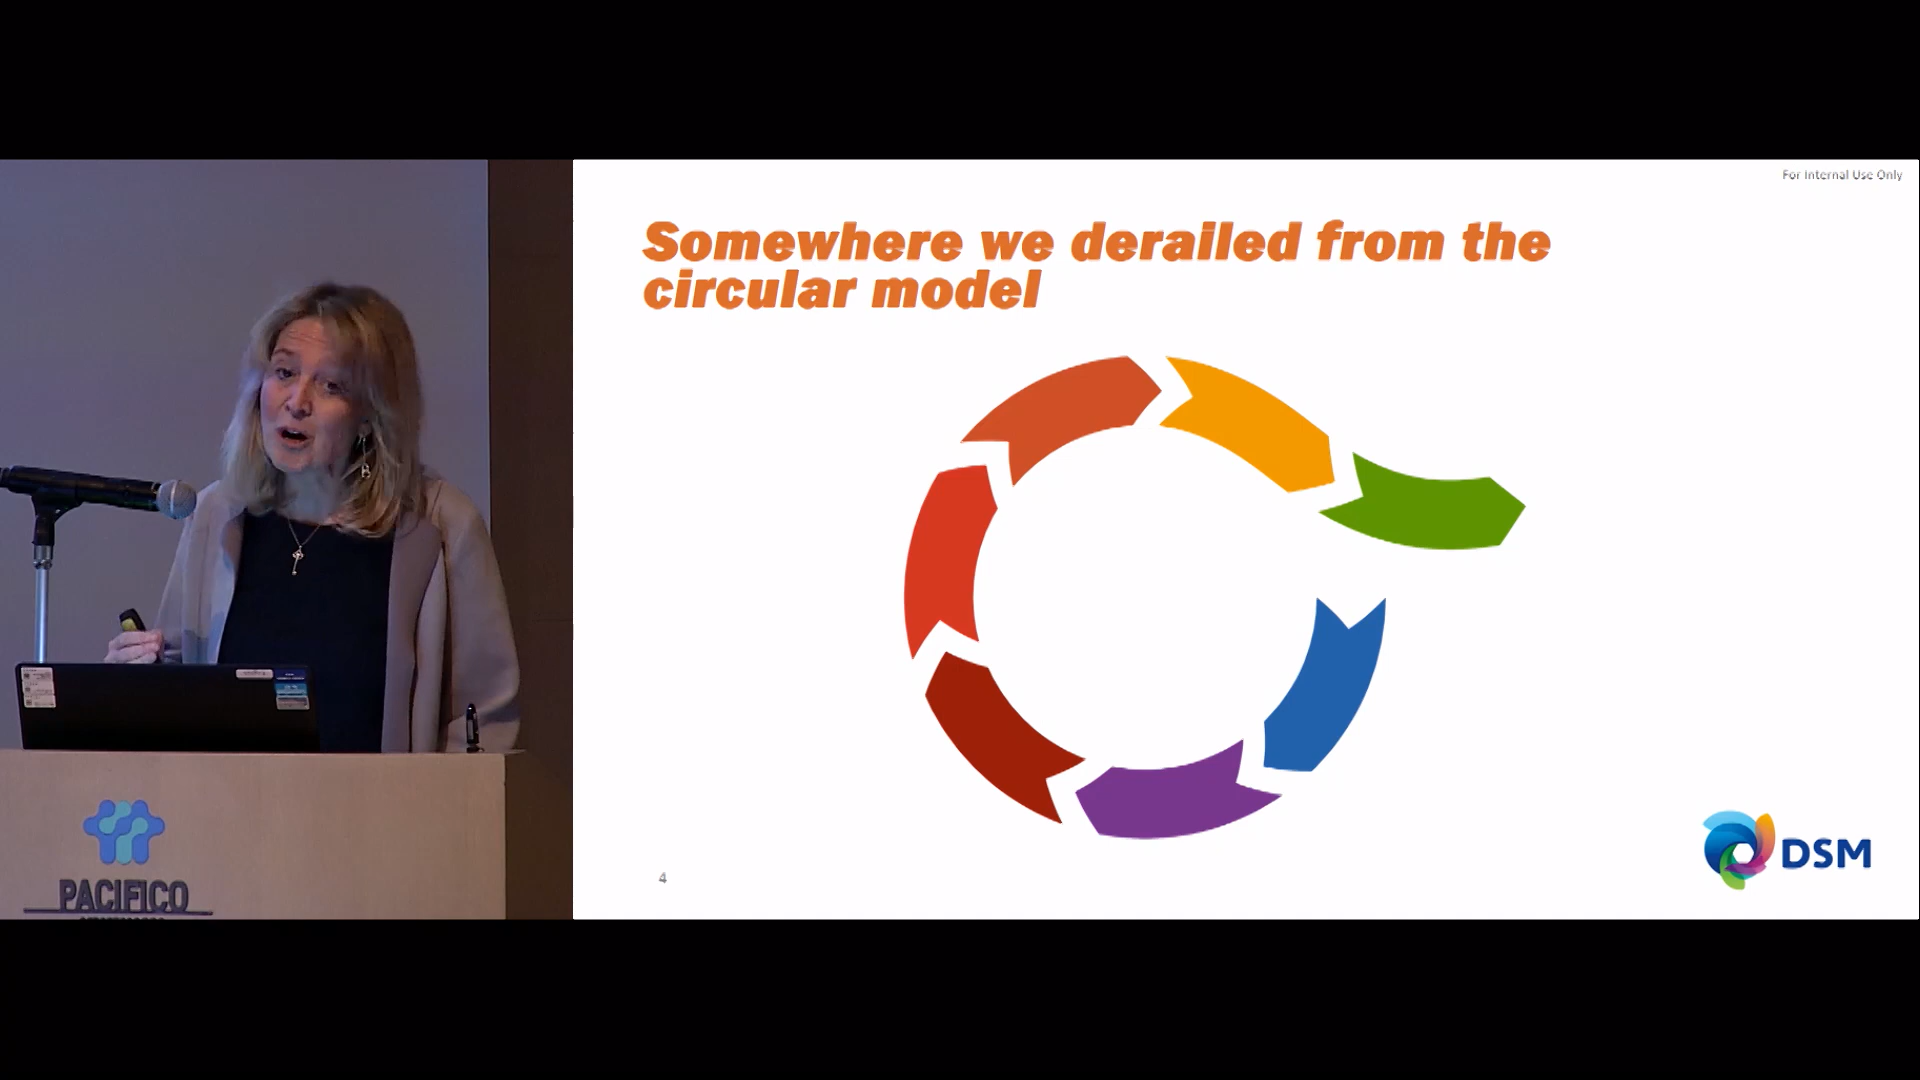 For Internal Use Only
Somewhere we derailed from the
circular model
4
DSM
PACIFICO